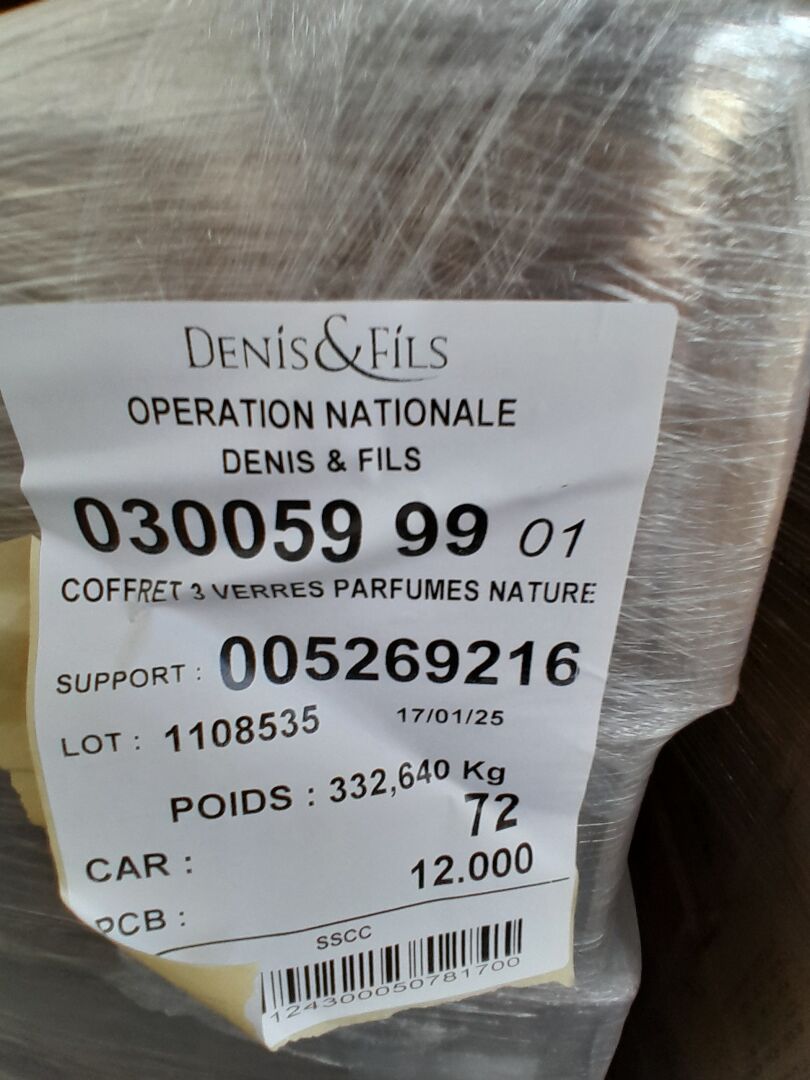 DENIS&FILS
OPERATION NATIONALE
DENIS & FILS
030059 99 01
COFFRET 3 VERRES PARFUMES NATURE
SUPPORT : 005269216
LOT : 1108535 17/01/25
POIDS : 332,640 Kg
CAR : 72
PCB : 12.000
SSCC
1243000050781700